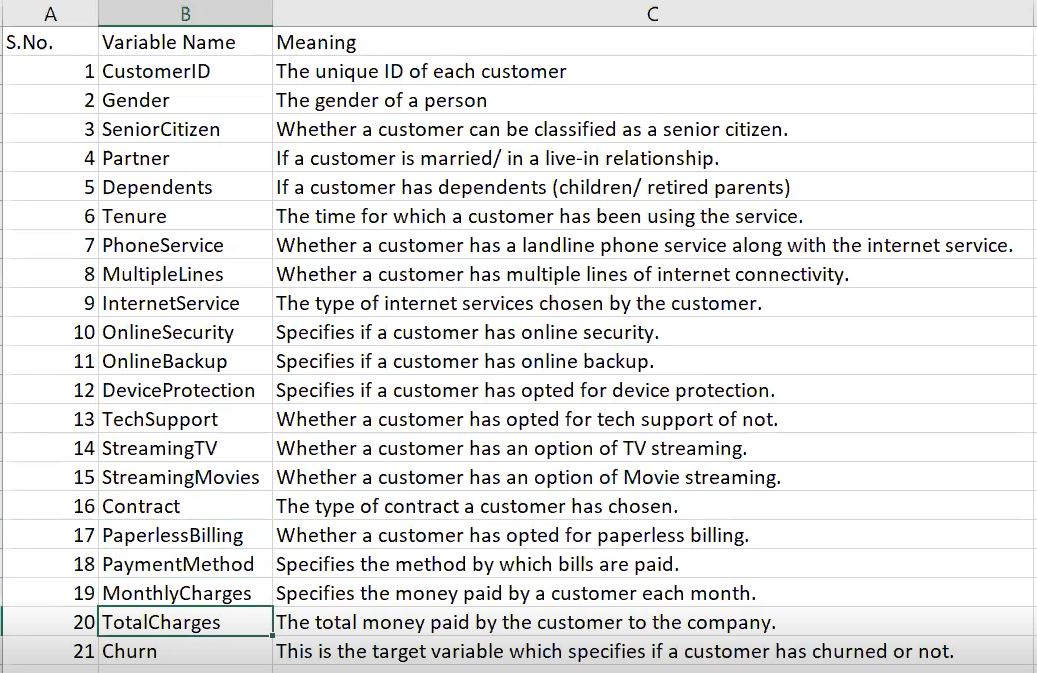 A B C
S.No. Variable Name Meaning
1 CustomerID The unique ID of each customer
2 Gender The gender of a person
3 SeniorCitizen Whether a customer can be classified as a senior citizen.
4 Partner If a customer is married/ in a live-in relationship.
5 Dependents If a customer has dependents (children/ retired parents)
6 Tenure The time for which a customer has been using the service.
7 PhoneService Whether a customer has a landline phone service along with the internet service.
8 MultipleLines Whether a customer has multiple lines of internet connectivity.
9 InternetService The type of internet services chosen by the customer.
10 OnlineSecurity Specifies if a customer has online security.
11 OnlineBackup Specifies if a customer has online backup.
12 DeviceProtection Specifies if a customer has opted for device protection.
13 TechSupport Whether a customer has opted for tech support of not.
14 StreamingTV Whether a customer has an option of TV streaming.
15 StreamingMovies Whether a customer has an option of Movie streaming.
16 Contract The type of contract a customer has chosen.
17 PaperlessBilling Whether a customer has opted for paperless billing.
18 PaymentMethod Specifies the method by which bills are paid.
19 MonthlyCharges Specifies the money paid by a customer each month.
20 TotalCharges The total money paid by the customer to the company.
21 Churn This is the target variable which specifies if a customer has churned or not.